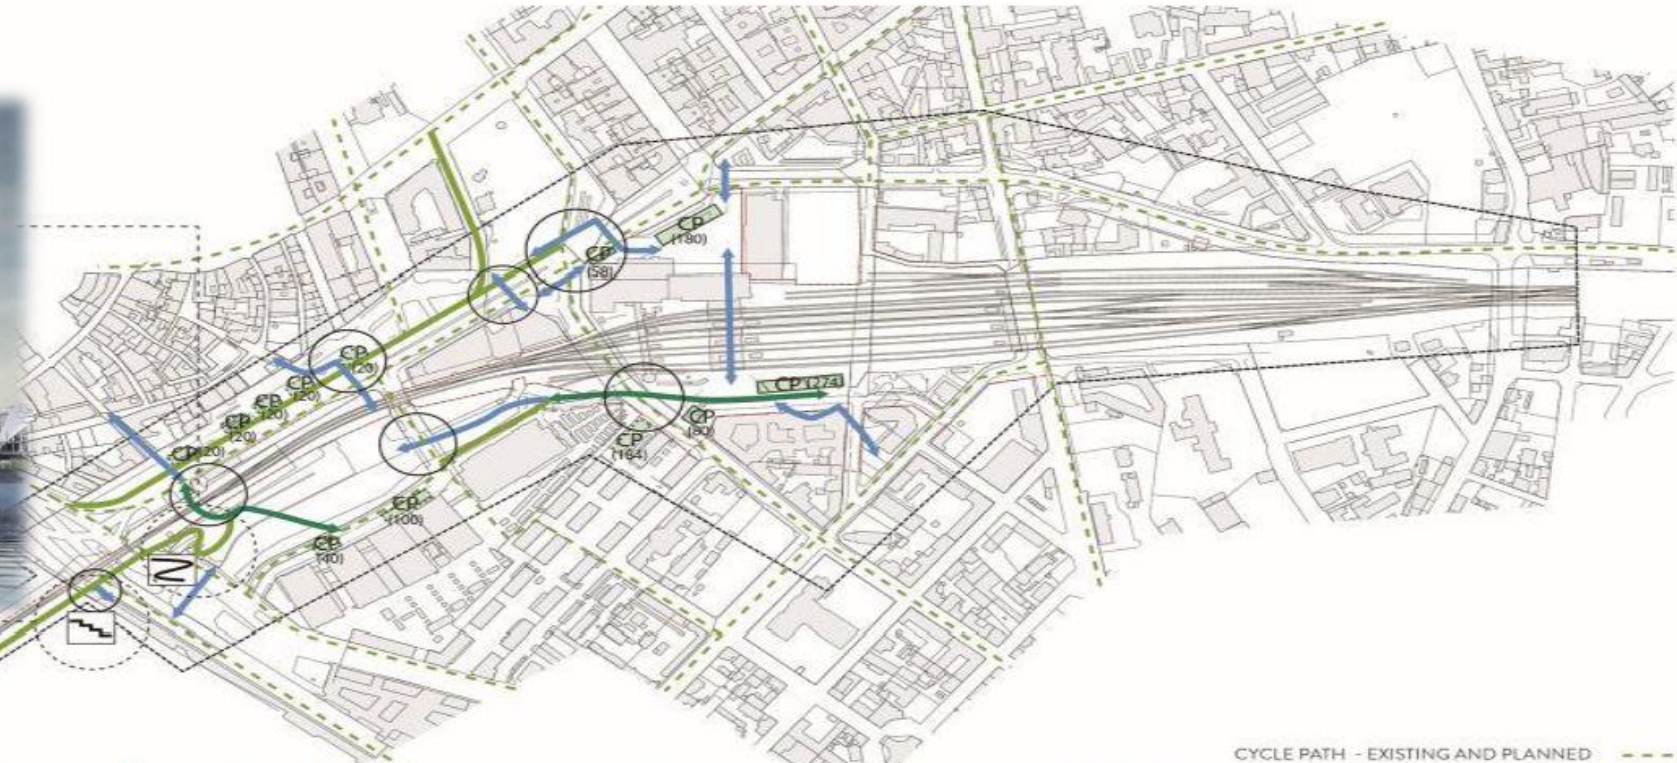 CP
(180)
CP
(58)
CP
(20)
CP
(20)
CP
(20)
CP
(20)
CP(20)
CP (274)
CP
(80)
CP
(184)
CP
(100)
CP
(40)
CYCLE PATH - EXISTING AND PLANNED